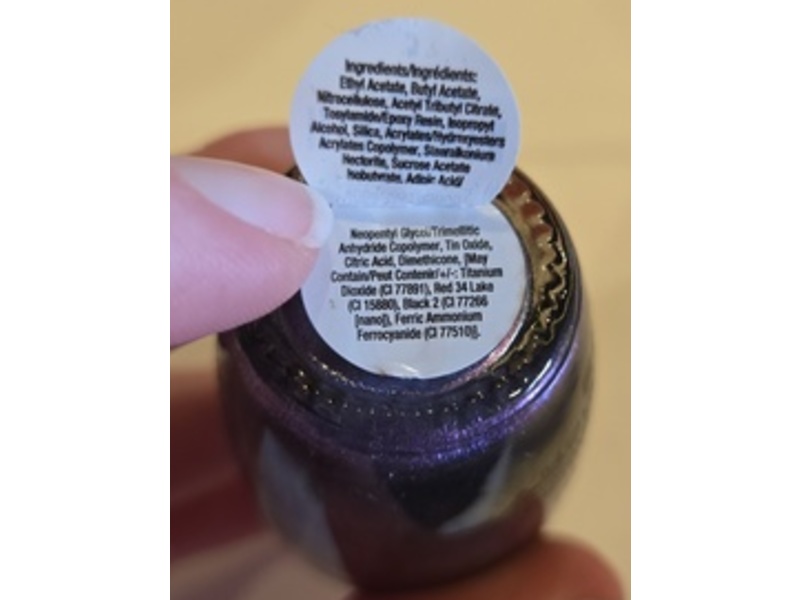 Ingredients/Ingrédients:
Ethyl Acetate, Butyl Acetate,
Nitrocellulose, Acetyl Tributyl Citrate,
Tosylamide/Epoxy Resin, Isopropyl
Alcohol, Silica, Acrylates/Hydroxyesters
Acrylates Copolymer, Stearalkonium
Hectorite, Sucrose Acetate
Isobutyrate, Adipic Acid/
Neopentyl Glycol/Trimellitic
Anhydride Copolymer, Tin Oxide,
Citric Acid, Dimethicone, [May
Contain/Peut Contenir/+/-: Titanium
Dioxide (CI 77891), Red 34 Lake
(CI 15880), Black 2 (CI 77266
[nano]), Ferric Ammonium
Ferrocyanide (CI 77510)].